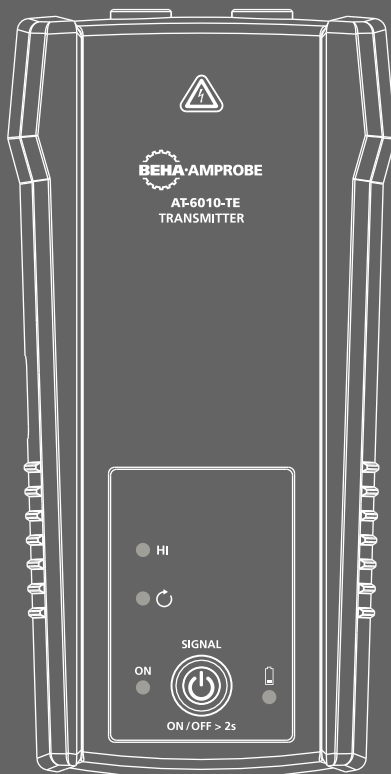 BEHA-AMPROBE
AT-6010-TE
TRANSMITTER
HI
SIGNAL
ON
ON/OFF > 2s